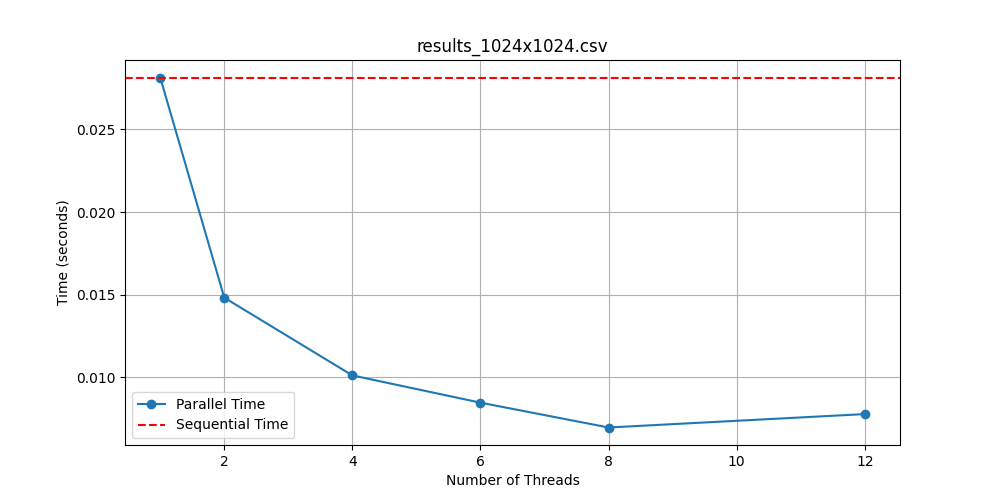 results_1024x1024.csv
Time (seconds)
0.025
0.020
0.015
0.010
Parallel Time
Sequential Time
2 4 6 8 10 12
Number of Threads